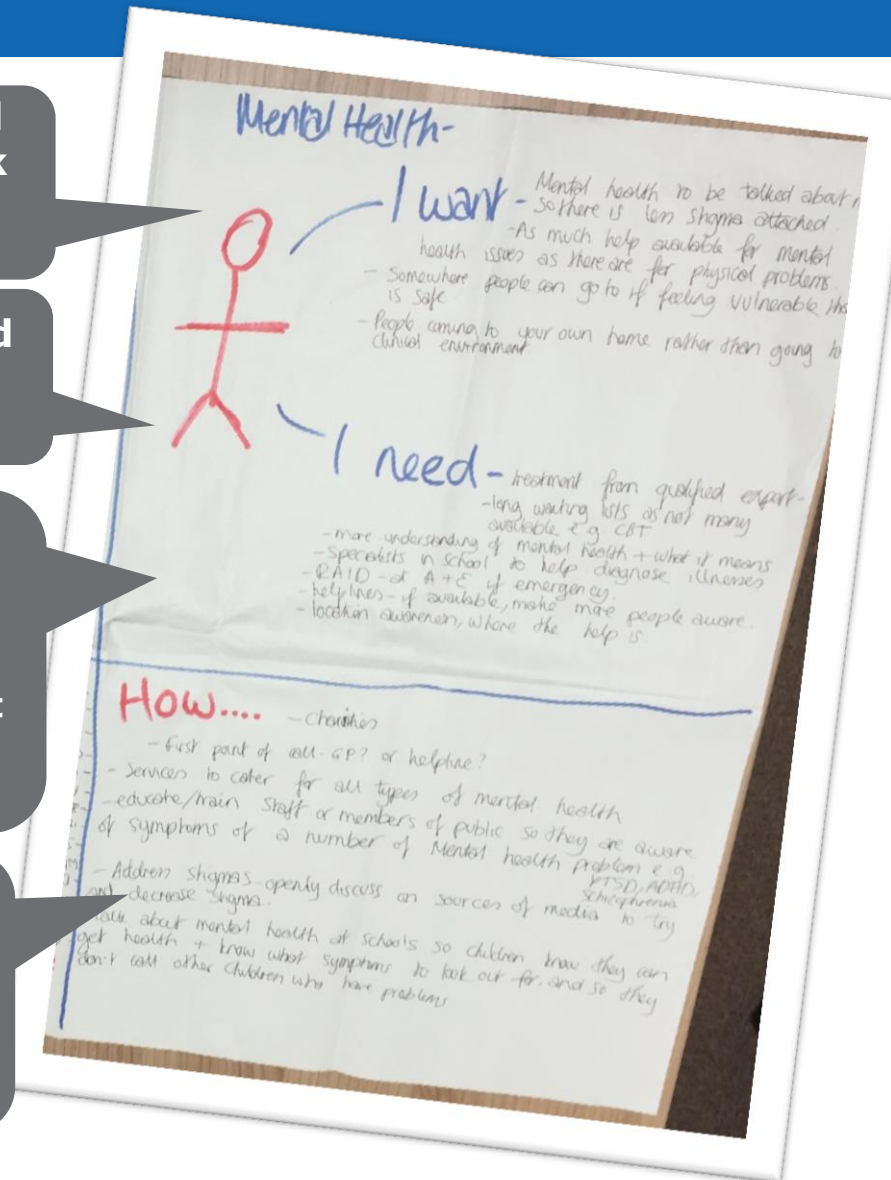 Mental Health-
I want - Mental health to be talked about
so there is less stigma attached.
- As much help available for mental
health issues as there are for physical problems.
- Somewhere people can go to if feeling vulnerable
is safe
- People coming to your own home rather then going to
clinical environment
I need - treatment from qualified expert-
- long waiting lists as not many
available e.g CBT
- more understanding of mental health + what it means
- Specialists in school to help diagnose illnesses
- RAID - at A+E if emergency.
- helplines - if available, make more people aware.
- location awareness, where the help is
How.... - Charities
- First part of call - GP? or helpline?
- Services to cater for all types of mental health
- educate/train staff or members of public so they are aware
of symptoms of a number of Mental health problem e.g.
PTSD, ADHD,
Schizophrenia
- Address stigmas - openly discuss on sources of media to try
and decrease stigma.
talk about mental health at schools so children know they can
get health + know what symptoms to look out for. and so they
don't call other children who have problems